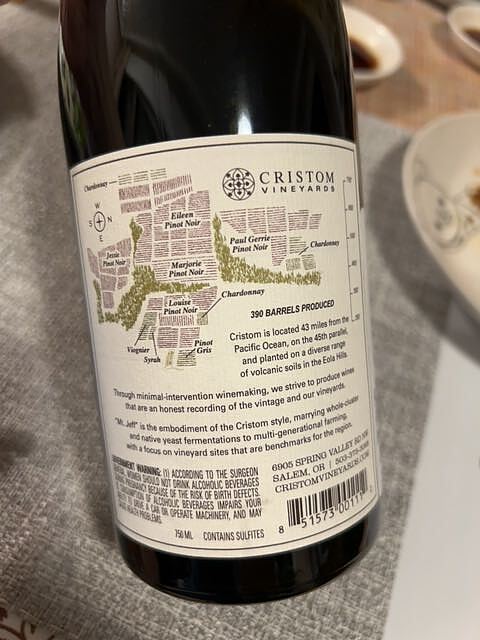 CRISTOM
VINEYARDS
Chardonnay
W
S N
E
Eileen
Pinot Noir
Paul Gerrie
Pinot Noir
Chardonnay
Jessie
Pinot Noir
Marjorie
Pinot Noir
Louise
Pinot Noir
Chardonnay
Viognier
Syrah
Pinot
Gris
390 BARRELS PRODUCED
Cristom is located 43 miles from the
Pacific Ocean, on the 45th parallel,
and planted on a diverse range
of volcanic soils in the Eola Hills.
Through minimal-intervention winemaking, we strive to produce wines
that are an honest recording of the vintage and our vineyards.
"Mt. Jeff" is the embodiment of the Cristom style, marrying whole-cluster
and native yeast fermentations to multi-generational farming,
with a focus on vineyard sites that are benchmarks for the region.
WARNING: (1) ACCORDING TO THE SURGEON
WOMEN SHOULD NOT DRINK ALCOHOLIC BEVERAGES
PREGNANCY BECAUSE OF THE RISK OF BIRTH DEFECTS.
OF ALCOHOLIC BEVERAGES IMPAIRS YOUR
DRIVE A CAR OR OPERATE MACHINERY, AND MAY
HEALTH PROBLEMS.
750 ML CONTAINS SULFITES
6905 SPRING VALLEY RD NW
SALEM, OR | 503-375-
CRISTOMVINEYARDS.COM
8 51573 00111